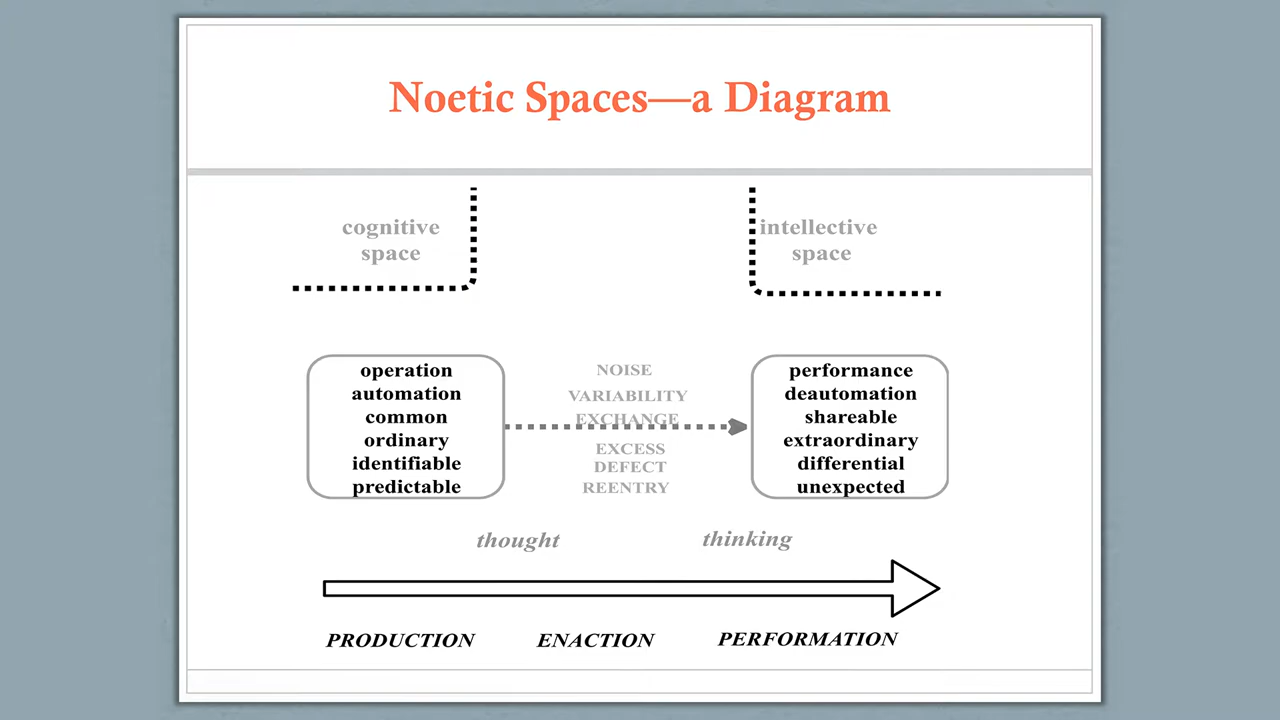 Noetic Spaces—a Diagram
cognitive
space
intellective
space
operation
automation
common
ordinary
identifiable
predictable
NOISE
VARIABILITY
EXCHANGE
EXCESS
DEFECT
REENTRY
performance
deautomation
shareable
extraordinary
differential
unexpected
thought
thinking
PRODUCTION
ENACTION
PERFORMATION